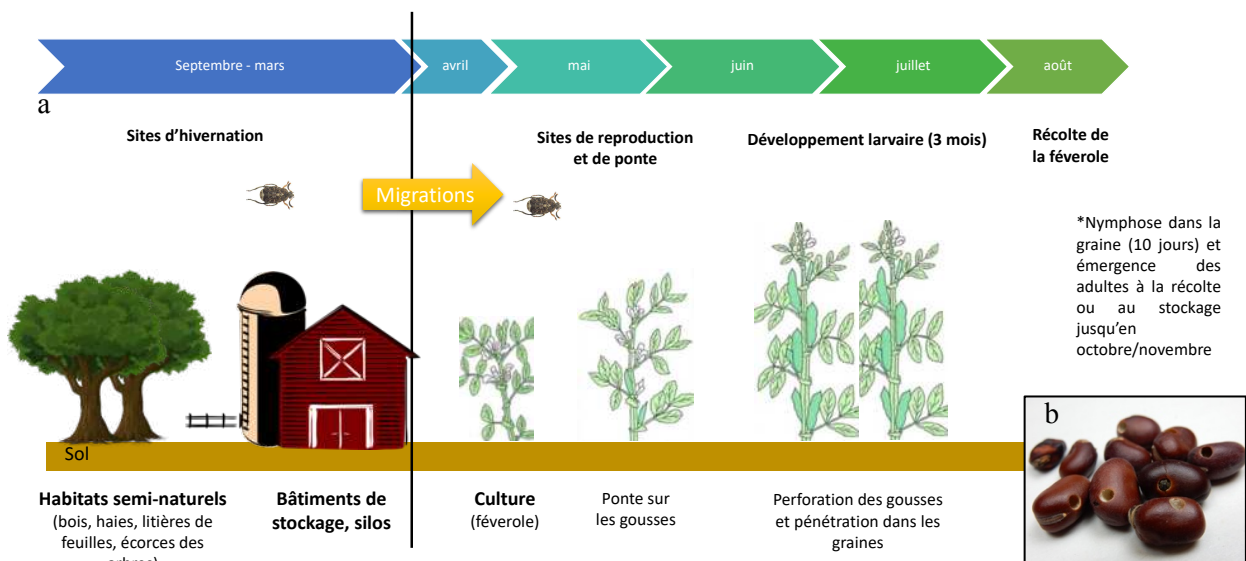 Septembre - mars
avril
mai
juin
juillet
août
a
Sites d'hivernation
Sites de reproduction
et de ponte
Développement larvaire (3 mois)
Récolte de
la féverole
Migrations
*Nymphose dans la
graine (10 jours) et
émergence des
adultes à la récolte
ou au stockage
jusqu'en
octobre/novembre
b
Sol
Habitats semi-naturels
(bois, haies, litières de
feuilles, écorces des
arbres)
Bâtiments de
stockage, silos
Culture
(féverole)
Ponte sur
les gousses
Perforation des gousses
et pénétration dans les
graines